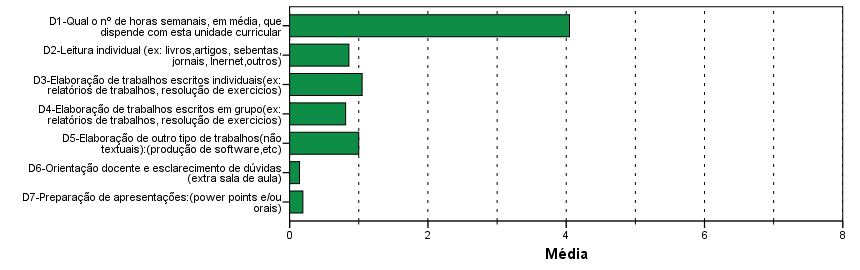 D1-Qual o nº de horas semanais, em média, que
dispende com esta unidade curricular
D2-Leitura individual (ex: livros,artigos, sebentas,
jornais, Inernet,outros)
D3-Elaboração de trabalhos escritos individuais(ex:
relatórios de trabalhos, resolução de exercicios)
D4-Elaboração de trabalhos escritos em grupo(ex:
relatórios de trabalhos, resolução de exercicios)
D5-Elaboração de outro tipo de trabalhos(não
textuais):(produção de software,etc)
D6-Orientação docente e esclarecimento de dúvidas
(extra sala de aula)
D7-Preparação de apresentações:(power points e/ou
orais)
0 2 4 6 8
Média